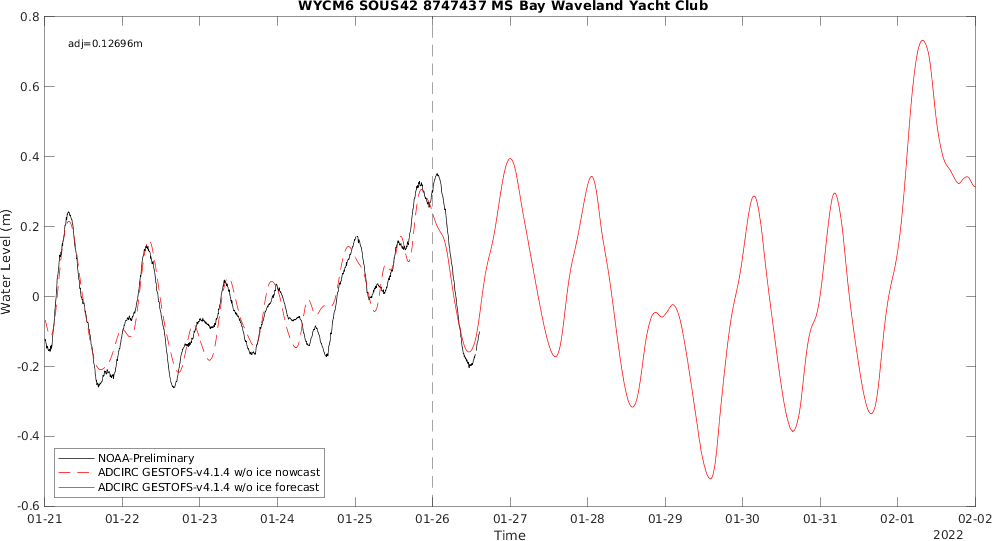 WYCM6 SOUS42 8747437 MS Bay Waveland Yacht Club
adj=0.12696m
Water Level (m)
0.8
0.6
0.4
0.2
0
-0.2
-0.4
-0.6
NOAA-Preliminary
ADCIRC GESTOFS-v4.1.4 w/o ice nowcast
ADCIRC GESTOFS-v4.1.4 w/o ice forecast
01-21 01-22 01-23 01-24 01-25 01-26 01-27 01-28 01-29 01-30 01-31 02-01 02-02
Time
2022